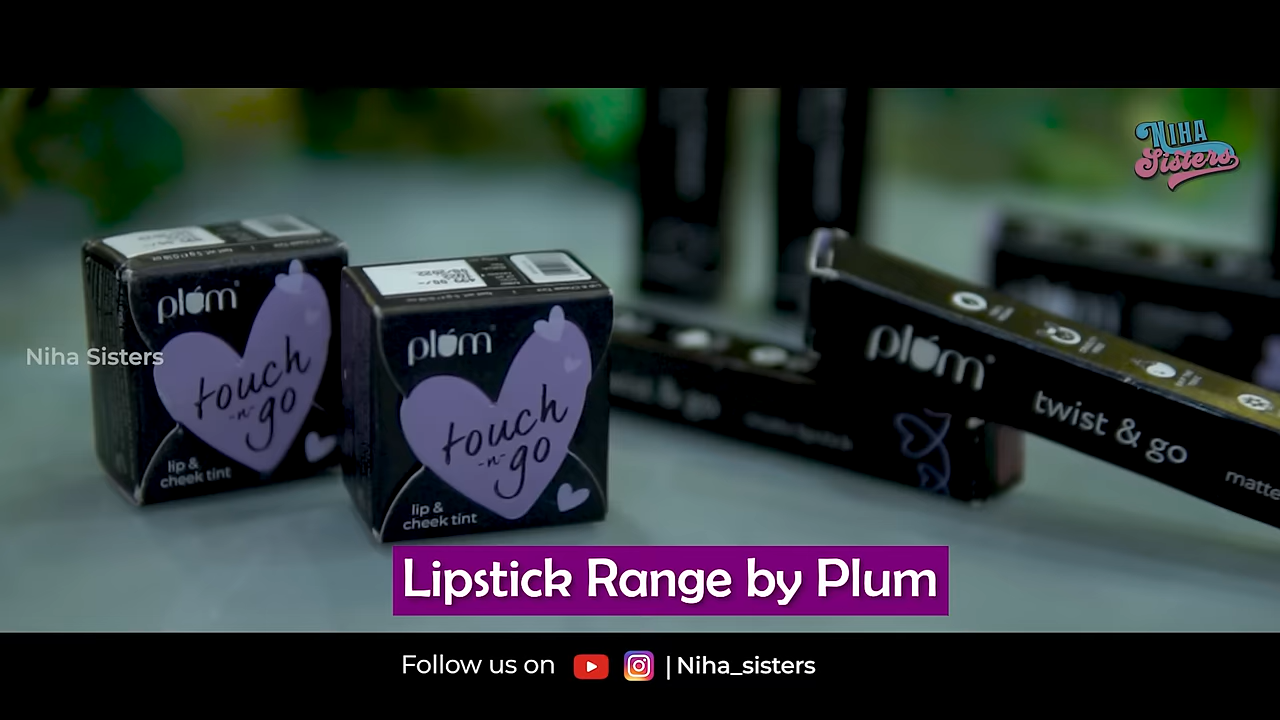 NIHA
Sisters
Niha Sisters
plum
touch
-n-
go
lip &
cheek tint
plum
touch
-n-
go
lip &
cheek tint
plum
twist & go
matte
Lipstick Range by Plum
Follow us on | Niha_sisters